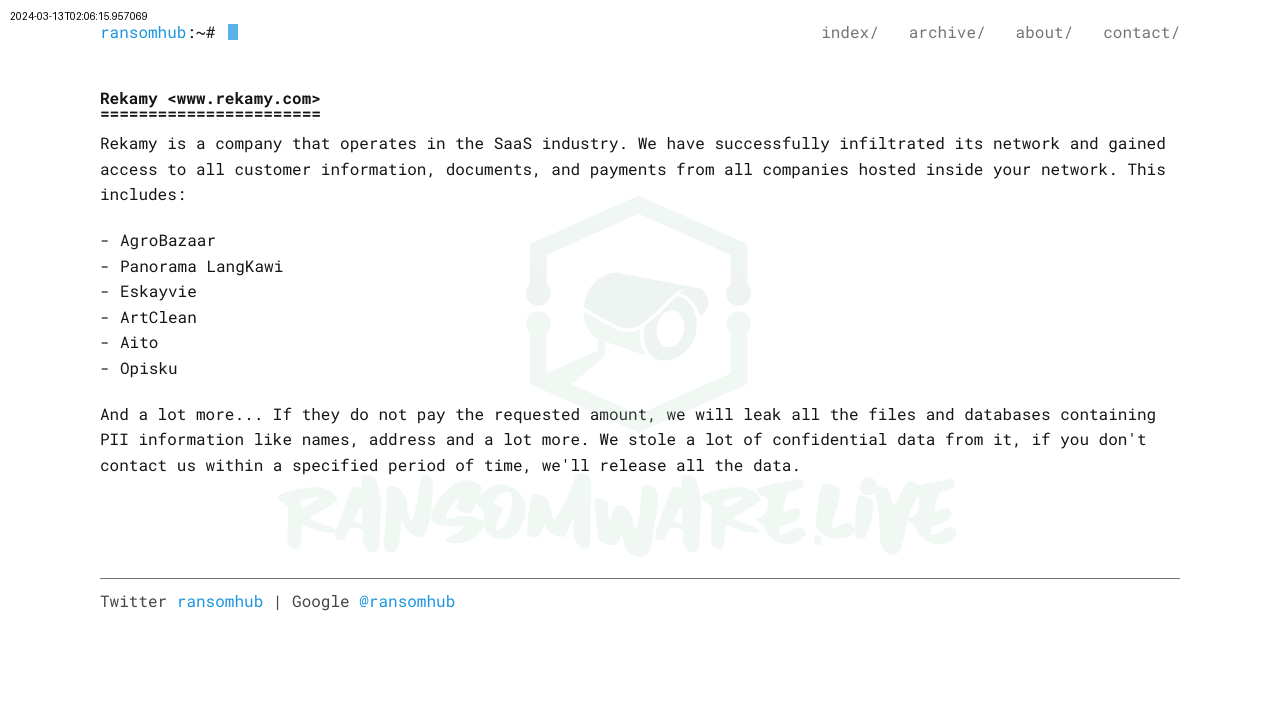 2024-03-13T02:06:15.957069
ransomhub:~#
index/ archive/ about/ contact/
Rekamy <www.rekamy.com>
=======================
Rekamy is a company that operates in the SaaS industry. We have successfully infiltrated its network and gained
access to all customer information, documents, and payments from all companies hosted inside your network. This
includes:
- AgroBazaar
- Panorama LangKawi
- Eskayvie
- ArtClean
- Aito
- Opisku
And a lot more... If they do not pay the requested amount, we will leak all the files and databases containing
PII information like names, address and a lot more. We stole a lot of confidential data from it, if you don't
contact us within a specified period of time, we'll release all the data.
RANSOMWARE.LIVE
Twitter ransomhub | Google @ransomhub